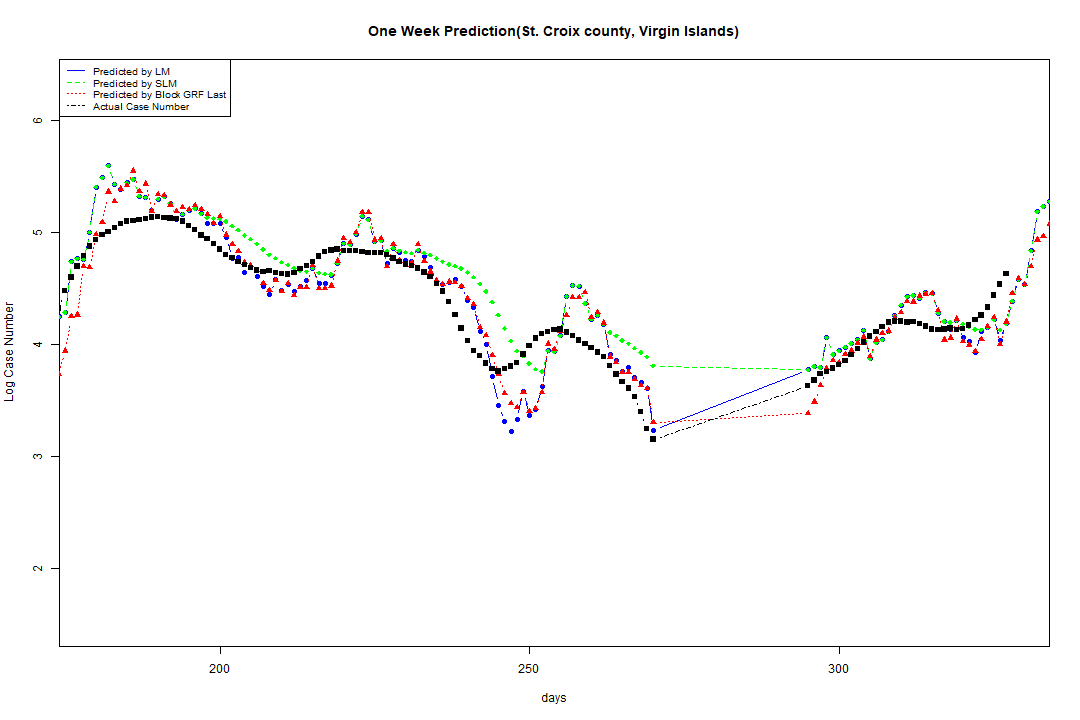 One Week Prediction(St. Croix county, Virgin Islands)
Predicted by LM
Predicted by SLM
Predicted by Block GRF Last
Actual Case Number
6
5
4
3
2
Log Case Number
200 250 300
days